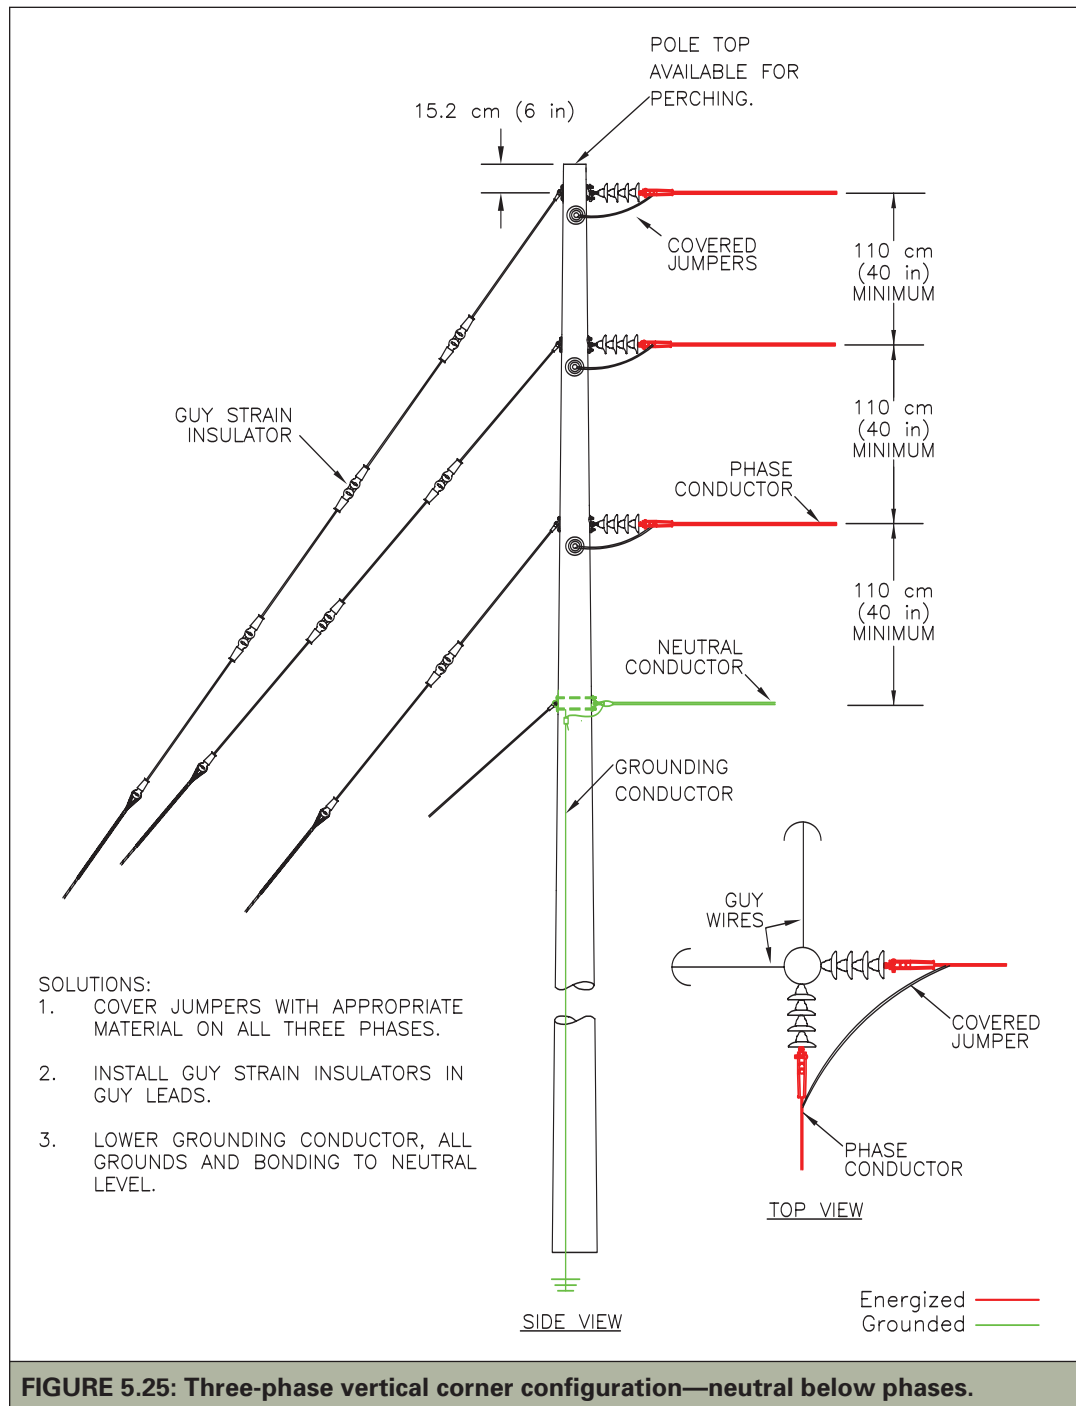 POLE TOP
AVAILABLE FOR
PERCHING.
15.2 cm (6 in)
COVERED
JUMPERS
110 cm
(40 in)
MINIMUM
GUY STRAIN
INSULATOR
110 cm
(40 in)
MINIMUM
PHASE
CONDUCTOR
110 cm
(40 in)
MINIMUM
NEUTRAL
CONDUCTOR
GROUNDING
CONDUCTOR
GUY
WIRES
SOLUTIONS:
1. COVER JUMPERS WITH APPROPRIATE
MATERIAL ON ALL THREE PHASES.
2. INSTALL GUY STRAIN INSULATORS IN
GUY LEADS.
3. LOWER GROUNDING CONDUCTOR, ALL
GROUNDS AND BONDING TO NEUTRAL
LEVEL.
COVERED
JUMPER
PHASE
CONDUCTOR
TOP VIEW
SIDE VIEW
Energized
Grounded
FIGURE 5.25: Three-phase vertical corner configuration—neutral below phases.